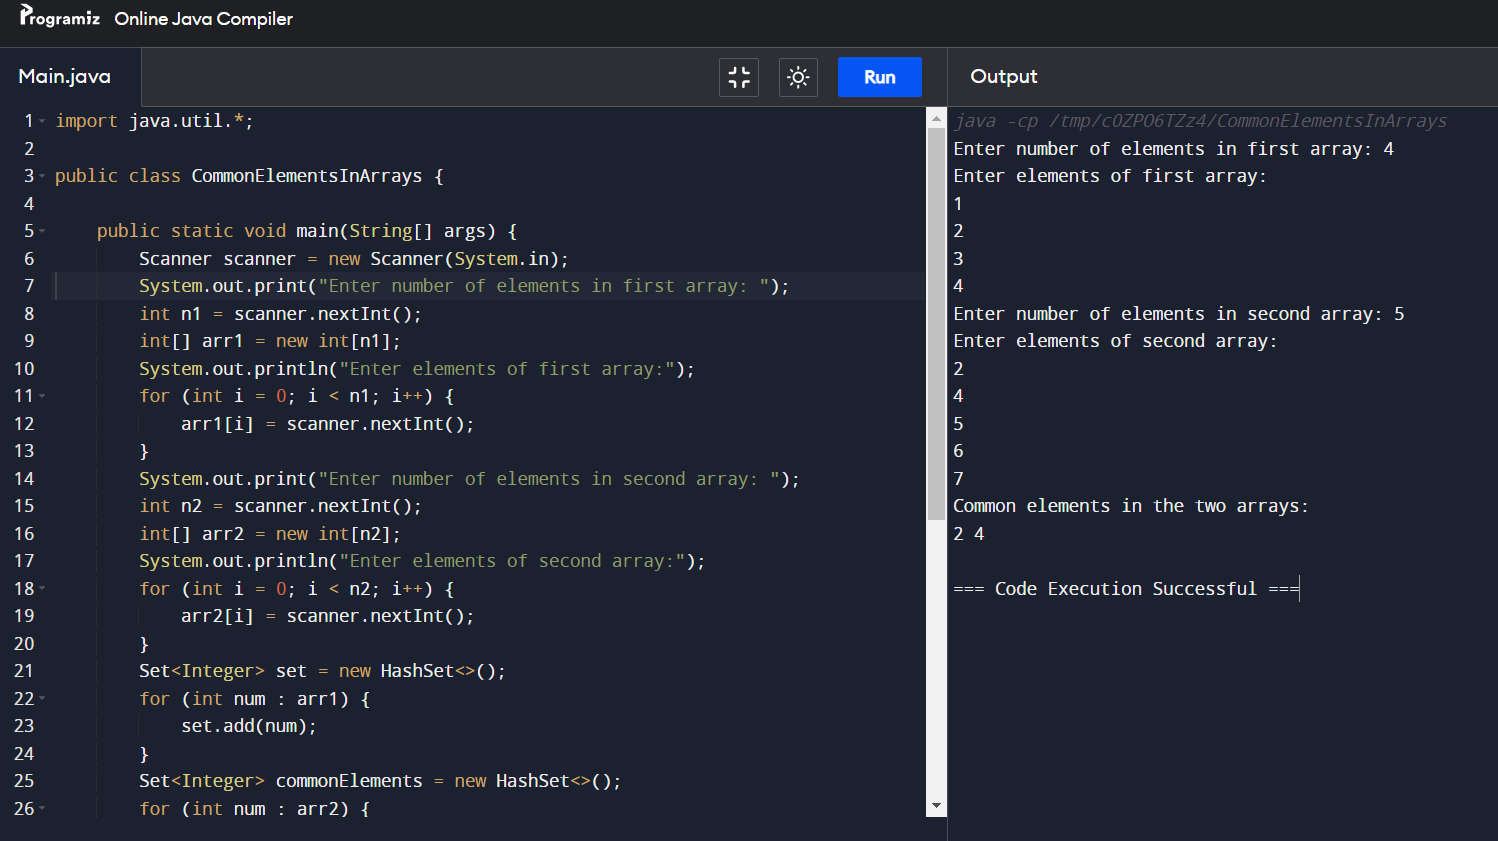 Programiz Online Java Compiler
Main.java
Run
Output
1 import java.util.*;
2
3 public class CommonElementsInArrays {
4
5     public static void main(String[] args) {
6         Scanner scanner = new Scanner(System.in);
7         System.out.print("Enter number of elements in first array: ");
8         int n1 = scanner.nextInt();
9         int[] arr1 = new int[n1];
10         System.out.println("Enter elements of first array:");
11         for (int i = 0; i < n1; i++) {
12             arr1[i] = scanner.nextInt();
13         }
14         System.out.print("Enter number of elements in second array: ");
15         int n2 = scanner.nextInt();
16         int[] arr2 = new int[n2];
17         System.out.println("Enter elements of second array:");
18         for (int i = 0; i < n2; i++) {
19             arr2[i] = scanner.nextInt();
20         }
21         Set<Integer> set = new HashSet<>();
22         for (int num : arr1) {
23             set.add(num);
24         }
25         Set<Integer> commonElements = new HashSet<>();
26         for (int num : arr2) {
java -cp /tmp/cOZPO6TZz4/CommonElementsInArrays
Enter number of elements in first array: 4
Enter elements of first array:
1
2
3
4
Enter number of elements in second array: 5
Enter elements of second array:
2
4
5
6
7
Common elements in the two arrays:
2 4
=== Code Execution Successful ===